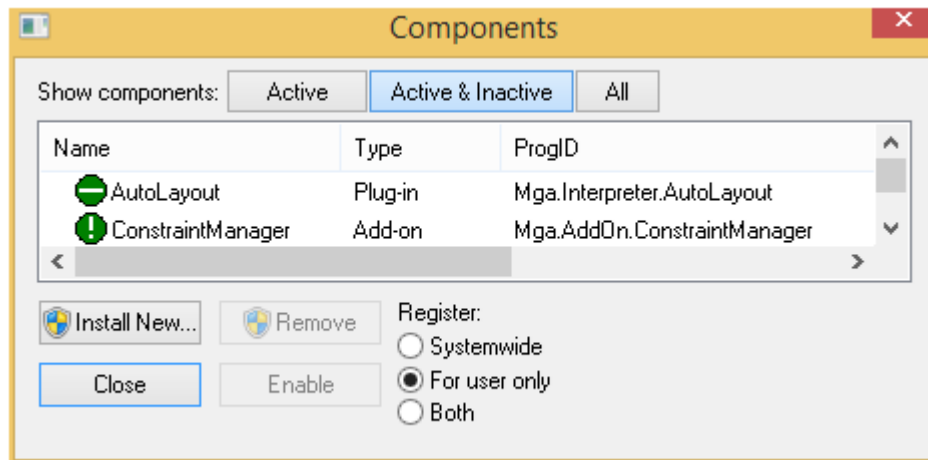 Components
Show components: Active Active & Inactive All
Name Type ProgID
AutoLayout Plug-in Mga.Interpreter.AutoLayout
ConstraintManager Add-on Mga.AddOn.ConstraintManager
Install New... Remove Register:
Systemwide
Close Enable For user only
Both